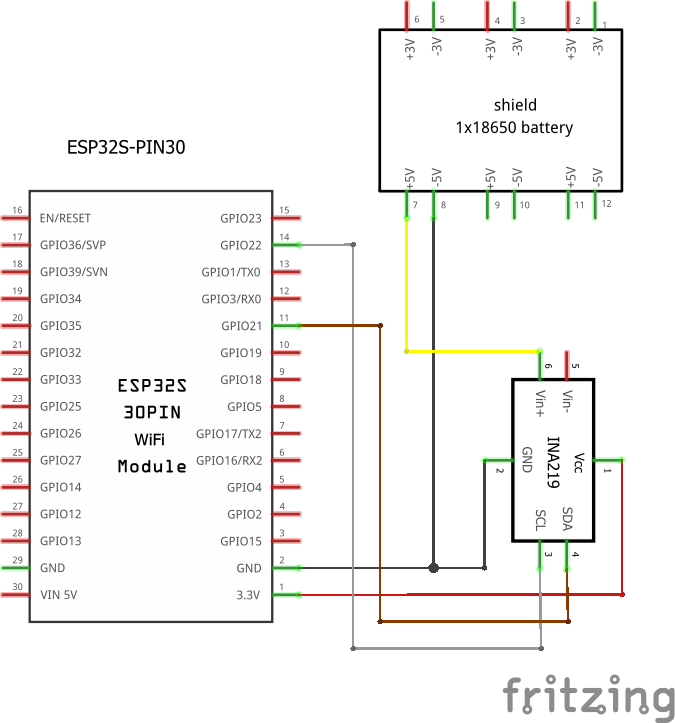 6 5 4 3 2 1
+3V -3V +3V -3V +3V -3V
shield
1x18650 battery
+5V -5V +5V -5V +5V -5V
7 8 9 10 11 12
ESP32S-PIN30
16 EN/RESET GPIO23 15
17 GPIO36/SVP GPIO22 14
18 GPIO39/SVN GPIO1/TX0 13
19 GPIO34 GPIO3/RX0 12
20 GPIO35 GPIO21 11
21 GPIO32 GPIO19 10
22 GPIO33 GPIO18 9
23 GPIO25 GPIO5 8
24 GPIO26 GPIO17/TX2 7
25 GPIO27 GPIO16/RX2 6
26 GPIO14 GPIO4 5
27 GPIO12 GPIO2 4
28 GPIO13 GPIO15 3
29 GND GND 2
30 VIN 5V 3.3V 1
ESP32S
30PIN
WiFi
Module
6 5
Vin+ Vin-
2 GND INA219 Vcc 1
SCL SDA
3 4
fritzing